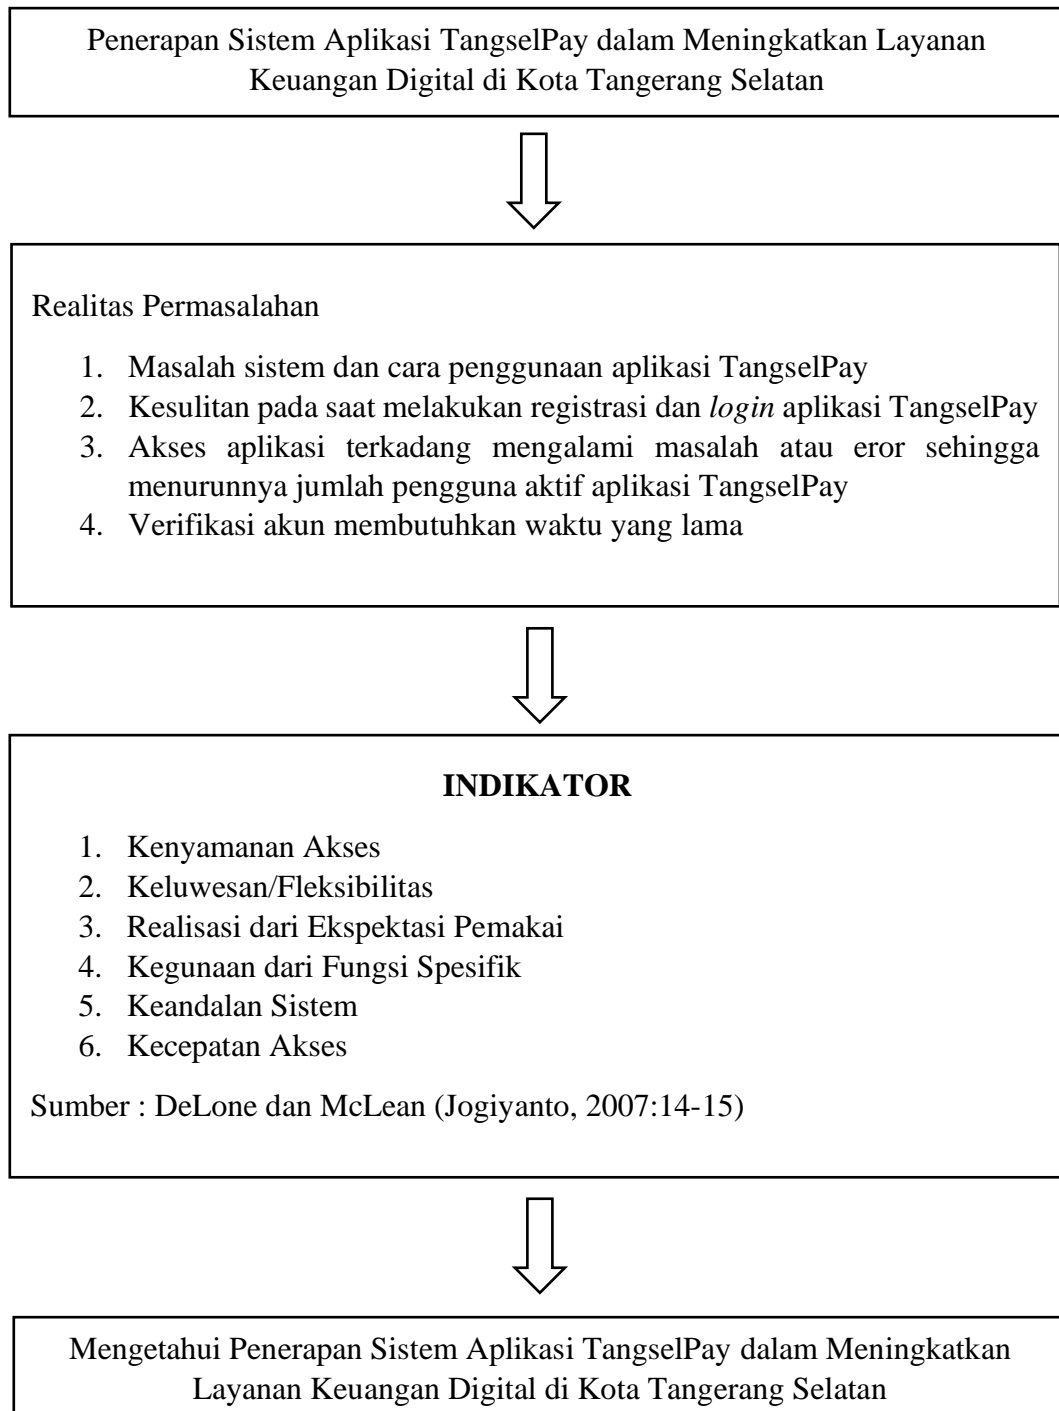 Penerapan Sistem Aplikasi TangselPay dalam Meningkatkan Layanan
Keuangan Digital di Kota Tangerang Selatan
Realitas Permasalahan
1. Masalah sistem dan cara penggunaan aplikasi TangselPay
2. Kesulitan pada saat melakukan registrasi dan login aplikasi TangselPay
3. Akses aplikasi terkadang mengalami masalah atau eror sehingga
menurunnya jumlah pengguna aktif aplikasi TangselPay
4. Verifikasi akun membutuhkan waktu yang lama
INDIKATOR
1. Kenyamanan Akses
2. Keluwesan/Fleksibilitas
3. Realisasi dari Ekspektasi Pemakai
4. Kegunaan dari Fungsi Spesifik
5. Keandalan Sistem
6. Kecepatan Akses
Sumber : DeLone dan McLean (Jogiyanto, 2007:14-15)
Mengetahui Penerapan Sistem Aplikasi TangselPay dalam Meningkatkan
Layanan Keuangan Digital di Kota Tangerang Selatan